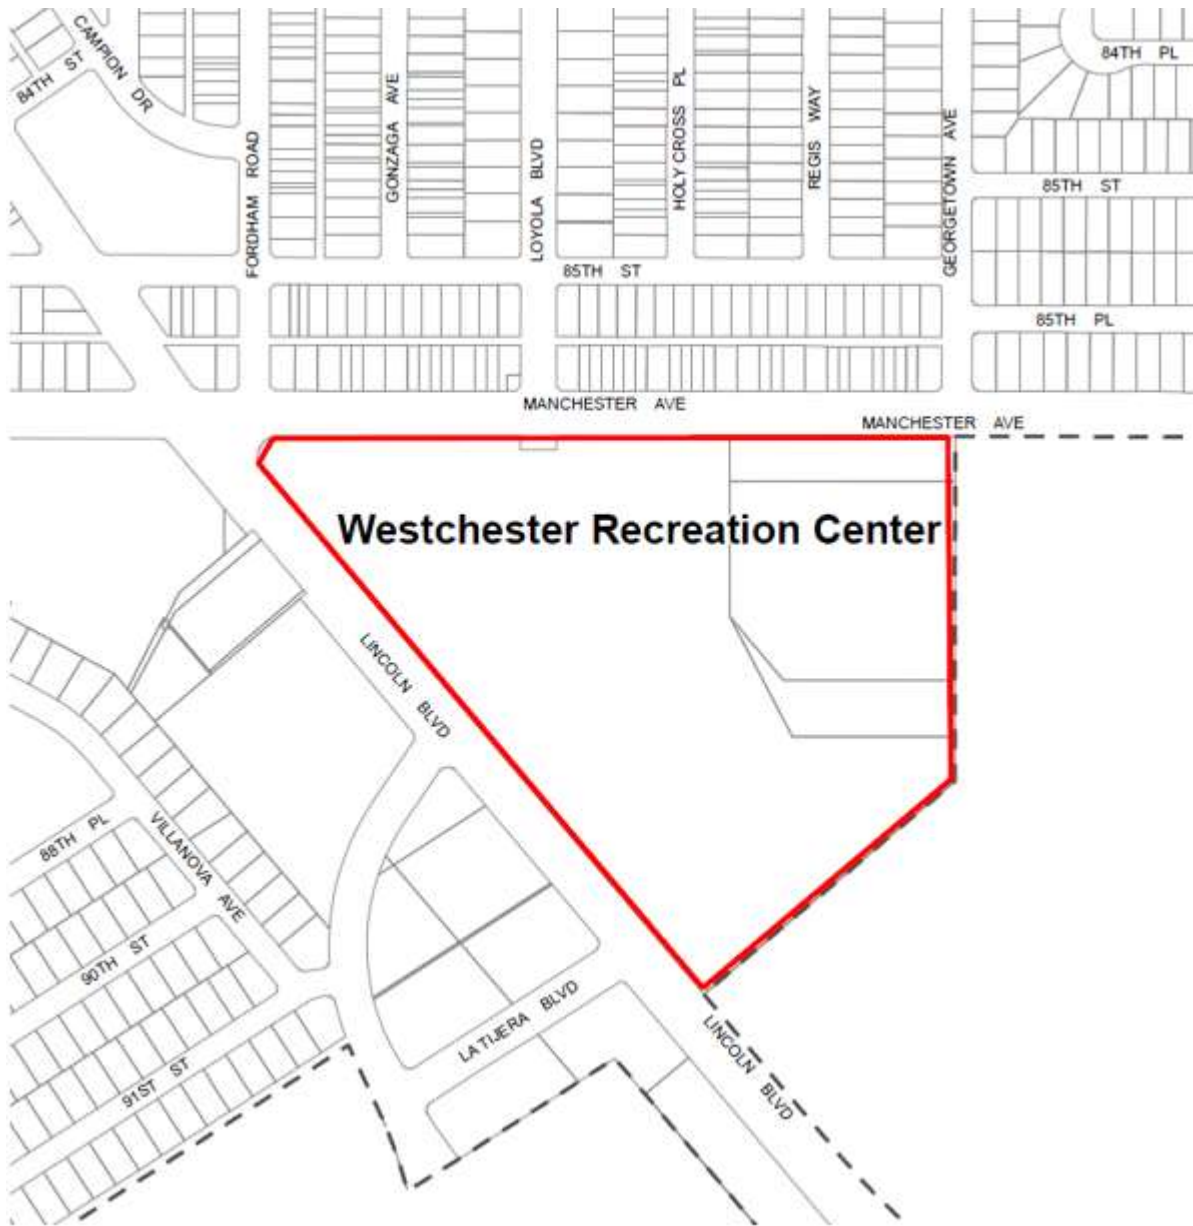 CAMPION DR
84TH ST
84TH PL
FORDHAM ROAD
GONZAGA AVE
LOYOLA BLVD
HOLY CROSS PL
REGIS WAY
GEORGETOWN AVE
85TH ST
85TH ST
85TH PL
MANCHESTER AVE
MANCHESTER AVE
Westchester Recreation Center
LINCOLN BLVD
88TH PL
VILLANOVA AVE
90TH ST
LA TIJERA BLVD
91ST ST
LINCOLN BLVD